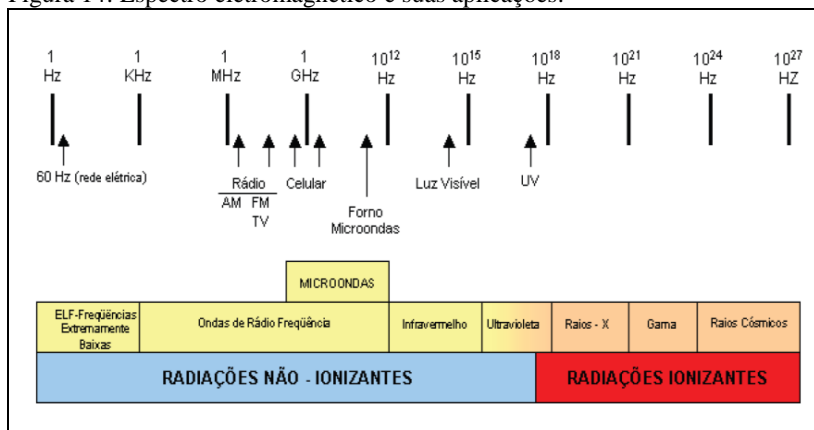 Figura 14: Espectro eletromagnético e suas aplicações.
1 1 1 1 10¹² 10¹⁵ 10¹⁸ 10²¹ 10²⁴ 10²⁷
Hz KHz MHz GHz Hz Hz Hz Hz Hz HZ
60 Hz (rede elétrica)
Rádio
AM FM
TV
Celular
Forno
Microondas
Luz Visível
UV
MICROONDAS
ELF-Freqüências
Extremamente
Baixas
Ondas de Rádio Freqüência
Infravermelho
Ultravioleta
Raios - X
Gama
Raios Cósmicos
RADIAÇÕES NÃO - IONIZANTES
RADIAÇÕES IONIZANTES